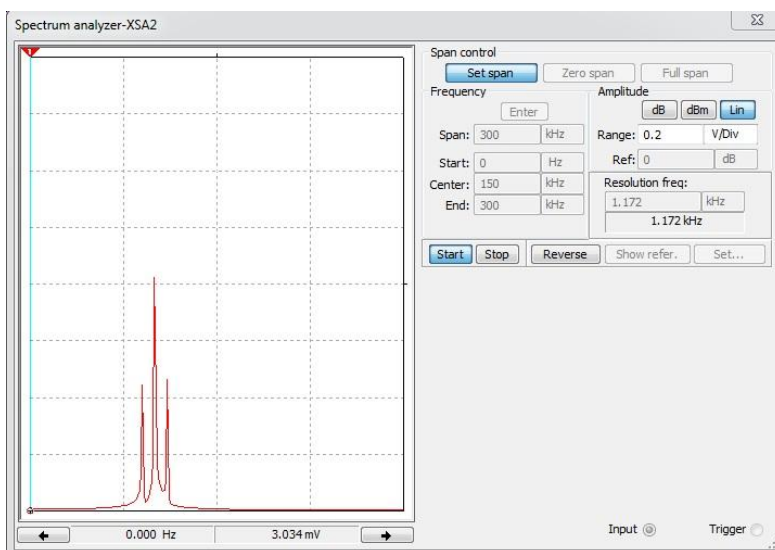 Spectrum analyzer-XSA2
1
Span control
Set span Zero span Full span
Frequency
Enter
Span: 300 kHz
Start: 0 Hz
Center: 150 kHz
End: 300 kHz
Amplitude
dB dBm Lin
Range: 0.2 V/Div
Ref: 0 dB
Resolution freq:
1.172 kHz
1.172 kHz
Start Stop Reverse Show refer. Set...
0.000 Hz 3.034 mV
Input Trigger